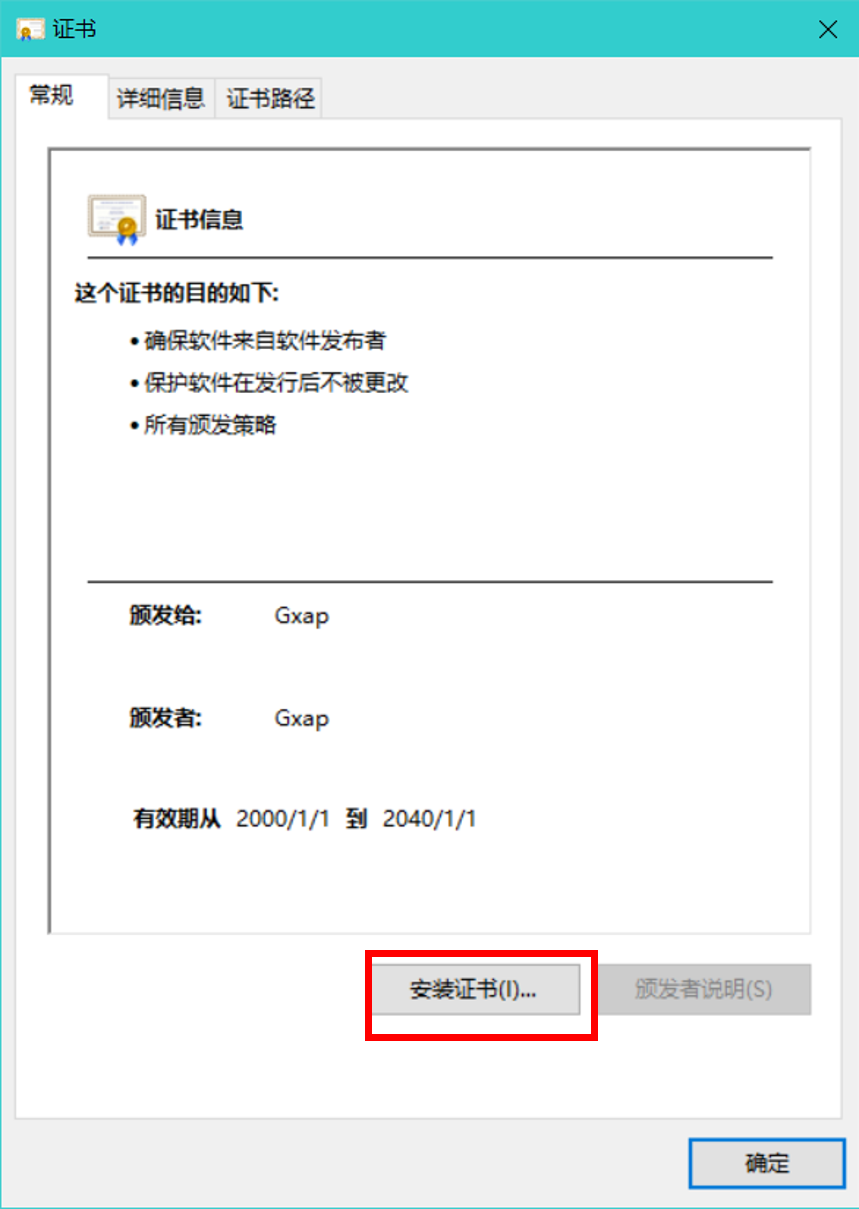 证书
常规 详细信息 证书路径
证书信息
这个证书的目的如下:
•确保软件来自软件发布者
•保护软件在发行后不被更改
•所有颁发策略
颁发给: Gxap
颁发者: Gxap
有效期从 2000/1/1 到 2040/1/1
安装证书(I)... 颁发者说明(S)
确定